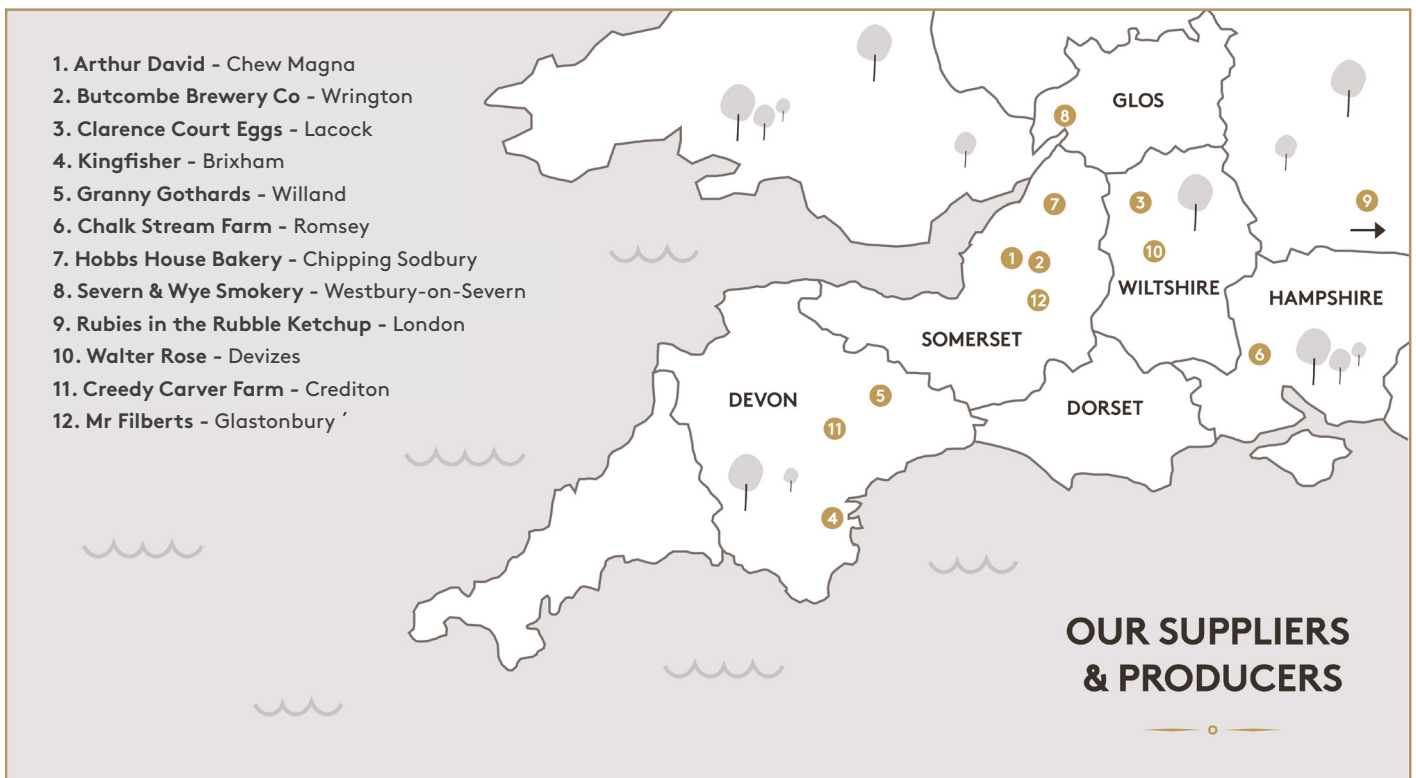 1. Arthur David - Chew Magna
2. Butcombe Brewery Co - Wrington
3. Clarence Court Eggs - Lacock
4. Kingfisher - Brixham
5. Granny Gothards - Willand
6. Chalk Stream Farm - Romsey
7. Hobbs House Bakery - Chipping Sodbury
8. Severn & Wye Smokery - Westbury-on-Severn
9. Rubies in the Rubble Ketchup - London
10. Walter Rose - Devizes
11. Creedy Carver Farm - Crediton
12. Mr Filberts - Glastonbury ´
GLOS
8
7
3
9
1
2
10
12
WILTSHIRE
HAMPSHIRE
SOMERSET
6
DEVON
5
DORSET
11
4
OUR SUPPLIERS
& PRODUCERS